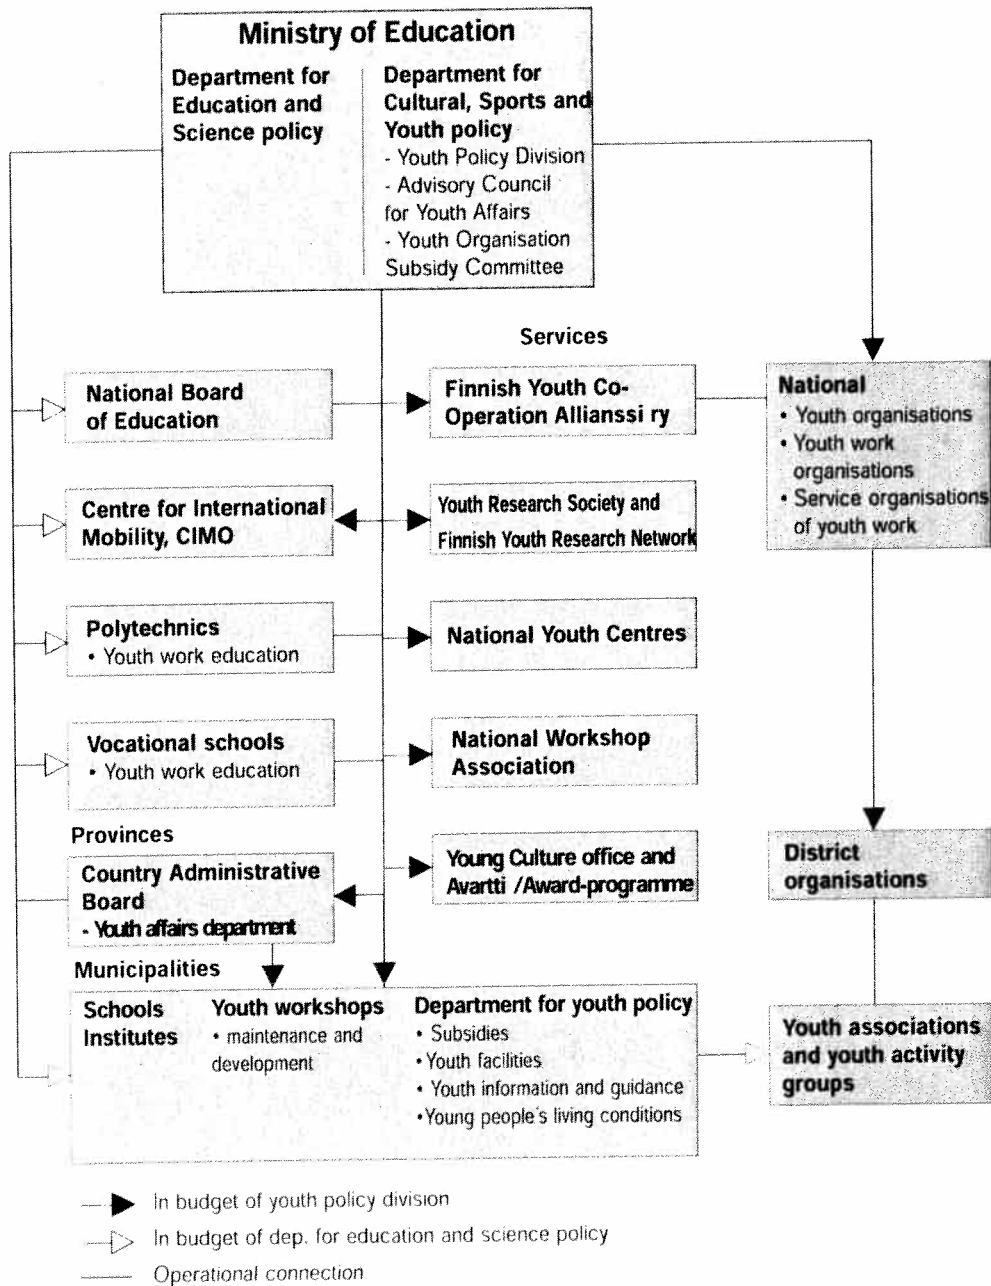 Ministry of Education
Department for
Education and
Science policy
Department for
Cultural, Sports and
Youth policy
- Youth Policy Division
- Advisory Council
for Youth Affairs
- Youth Organisation
Subsidy Committee
Services
National Board
of Education
Finnish Youth Co-
Operation Allianssi ry
National
• Youth organisations
• Youth work
organisations
• Service organisations
of youth work
Centre for International
Mobility, CIMO
Youth Research Society and
Finnish Youth Research Network
Polytechnics
• Youth work education
National Youth Centres
Vocational schools
• Youth work education
National Workshop
Association
Provinces
Country Administrative
Board
- Youth affairs department
Young Culture office and
Avartti /Award-programme
District
organisations
Municipalities
Schools
Institutes
Youth workshops
• maintenance and
development
Department for youth policy
• Subsidies
• Youth facilities
• Youth information and guidance
• Young people's living conditions
Youth associations
and youth activity
groups
In budget of youth policy division
In budget of dep. for education and science policy
Operational connection